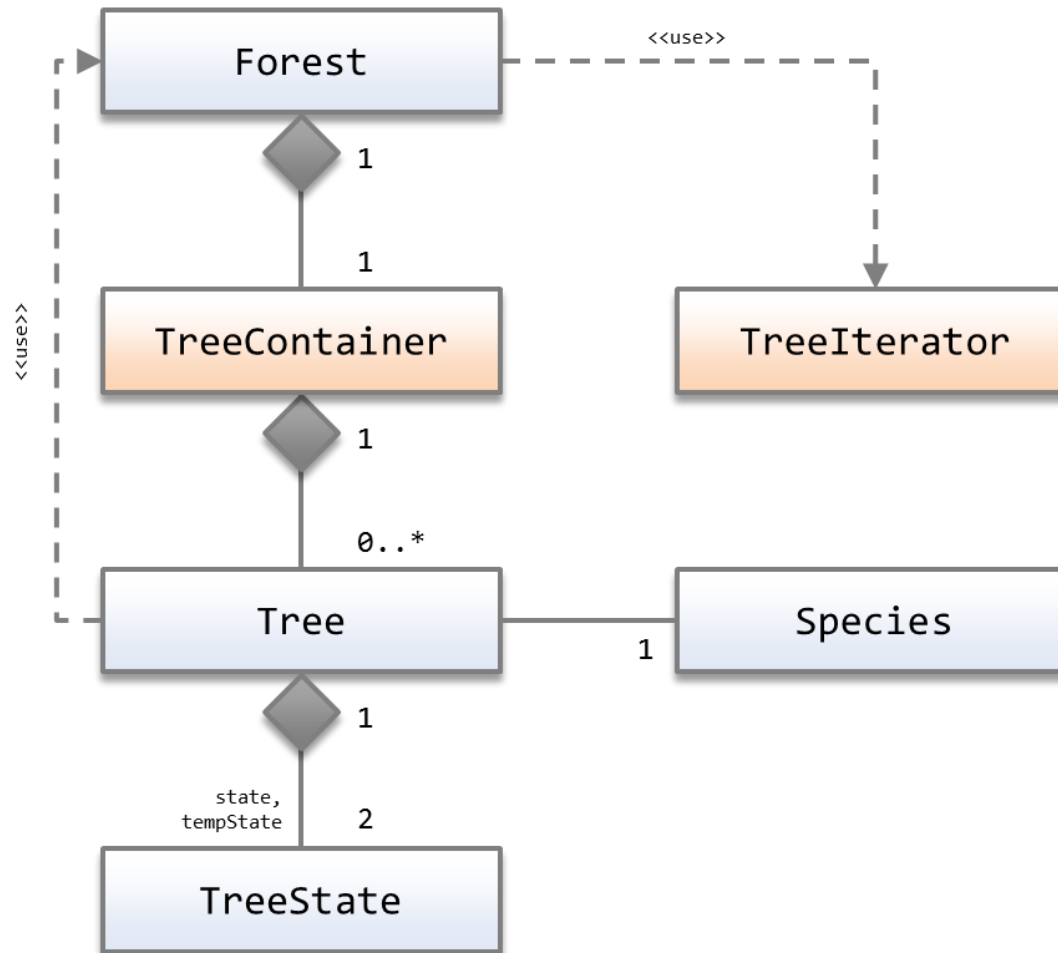 Forest
<<use>>
1
1
<<use>>
TreeContainer
TreeIterator
1
0..*
Tree
Species
1
1
state,
tempState
2
TreeState